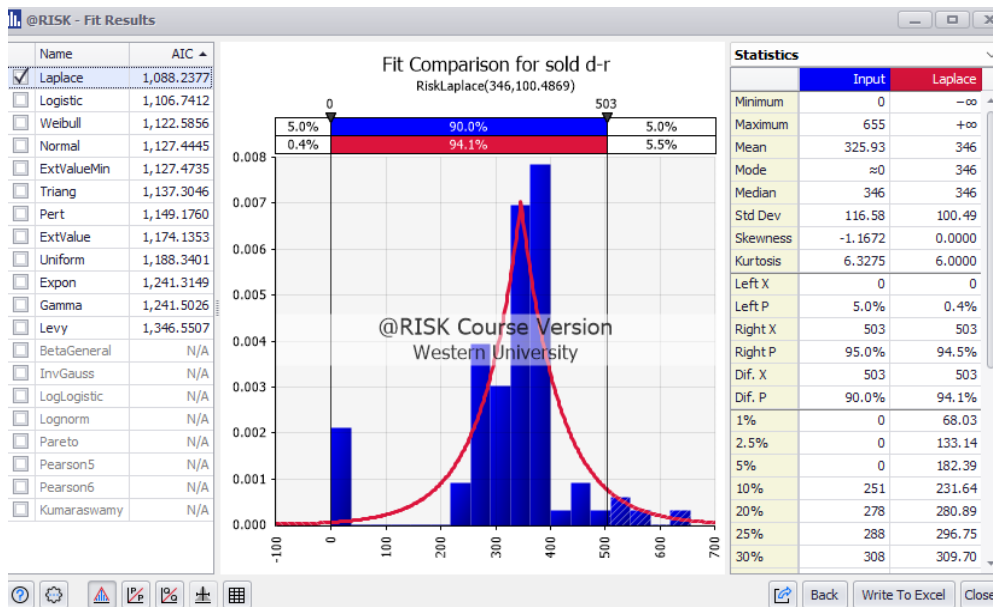 @RISK - Fit Results
Name AIC
Laplace 1,088.2377
Logistic 1,106.7412
Weibull 1,122.5856
Normal 1,127.4445
ExtValueMin 1,127.4735
Triang 1,137.3046
Pert 1,149.1760
ExtValue 1,174.1353
Uniform 1,188.3401
Expon 1,241.3149
Gamma 1,241.5026
Levy 1,346.5507
BetaGeneral N/A
InvGauss N/A
LogLogistic N/A
Lognorm N/A
Pareto N/A
Pearson5 N/A
Pearson6 N/A
Kumaraswamy N/A
Fit Comparison for sold d-r
RiskLaplace(346,100.4869)
0 503
5.0% 90.0% 5.0%
0.4% 94.1% 5.5%
0.008
0.007
0.006
0.005
0.004
0.003
0.002
0.001
0.000
@RISK Course Version
Western University
-100 0 100 200 300 400 500 600 700
Statistics
Input Laplace
Minimum 0 −∞
Maximum 655 +∞
Mean 325.93 346
Mode ≈0 346
Median 346 346
Std Dev 116.58 100.49
Skewness -1.1672 0.0000
Kurtosis 6.3275 6.0000
Left X 0 0
Left P 5.0% 0.4%
Right X 503 503
Right P 95.0% 94.5%
Dif. X 503 503
Dif. P 90.0% 94.1%
1% 0 68.03
2.5% 0 133.14
5% 0 182.39
10% 251 231.64
20% 278 280.89
25% 288 296.75
30% 308 309.70
Back Write To Excel Close